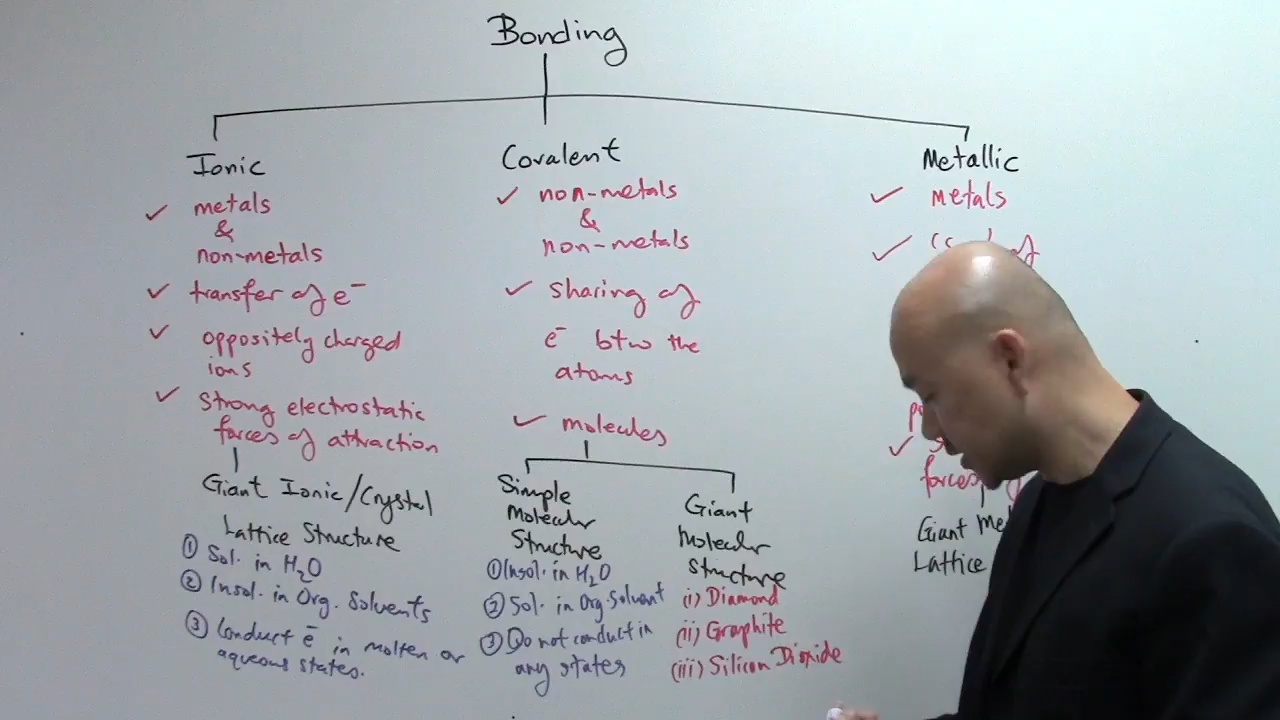 Bonding
Ionic
metals
&
non-metals
transfer of e⁻
oppositely charged
ions
strong electrostatic
forces of attraction
Giant Ionic/Crystal
Lattice Structure
① Sol. in H₂O
② Insol. in Org. Solvents
③ Conduct e⁻ in molten or
aqueous states.
Covalent
non-metals
&
non-metals
sharing of
e⁻ btw the
atoms
molecules
Simple
Molecular
Structure
① Insol. in H₂O
② Sol. in Org. Solvent
③ Do not conduct in
any states
Giant
Molecular
Structure
(i) Diamond
(ii) Graphite
(iii) Silicon Dioxide
Metallic
metals
of
forces
Giant
Lattice